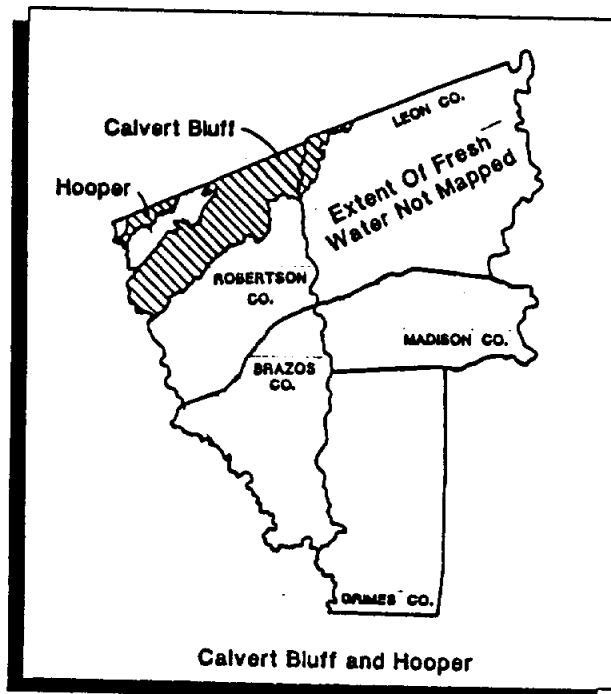 LEON CO.
Calvert Bluff
Hooper
Extent Of Fresh
Water Not Mapped
ROBERTSON
CO.
MADISON CO.
BRAZOS
CO.
GRIMES CO.
Calvert Bluff and Hooper